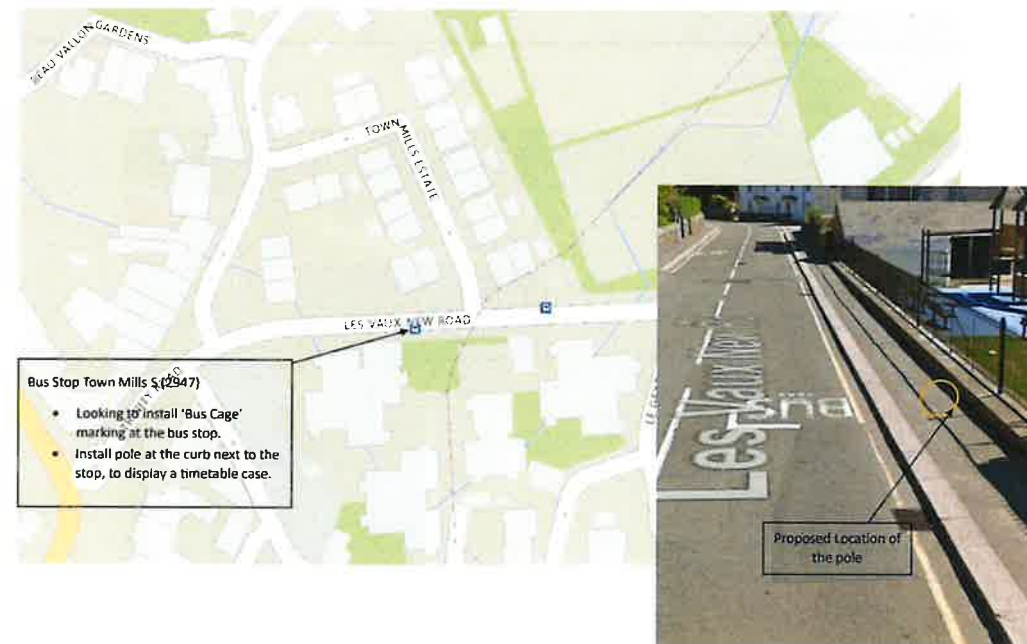 BEAU VALLON GARDENS
TOWN MILLS ESTATE
LES VAUX NEW ROAD
Bus Stop Town Mills S (2947)
• Looking to install 'Bus Cage'
marking at the bus stop.
• Install pole at the curb next to the
stop, to display a timetable case.
Les Vaux New
Proposed Location of
the pole